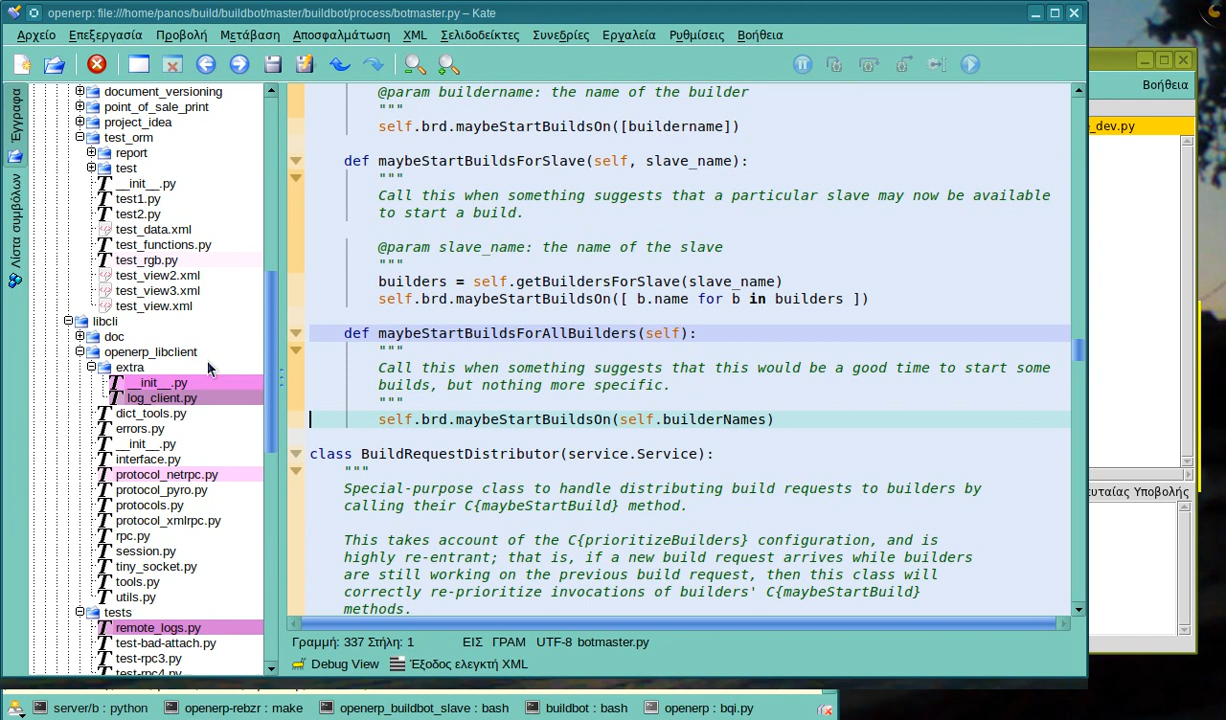 openerp: file:///home/panos/build/buildbot/master/buildbot/process/botmaster.py – Kate
Αρχείο Επεξεργασία Προβολή Μετάβαση Αποσφαλμάτωση XML Σελιδοδείκτες Συνεδρίες Εργαλεία Ρυθμίσεις Βοήθεια
Έγγραφα
Λίστα συμβόλων
document_versioning
point_of_sale_print
project_idea
test_orm
report
test
__init__.py
test1.py
test2.py
test_data.xml
test_functions.py
test_rgb.py
test_view2.xml
test_view3.xml
test_view.xml
libcli
doc
openerp_libclient
extra
__init__.py
log_client.py
dict_tools.py
errors.py
__init__.py
interface.py
protocol_netrpc.py
protocol_pyro.py
protocols.py
protocol_xmlrpc.py
rpc.py
session.py
tiny_socket.py
tools.py
utils.py
tests
remote_logs.py
test-bad-attach.py
test-rpc3.py
test-rpc4.py
@param buildername: the name of the builder
"""
self.brd.maybeStartBuildsOn([buildername])
def maybeStartBuildsForSlave(self, slave_name):
"""
Call this when something suggests that a particular slave may now be available
to start a build.
@param slave_name: the name of the slave
"""
builders = self.getBuildersForSlave(slave_name)
self.brd.maybeStartBuildsOn([ b.name for b in builders ])
def maybeStartBuildsForAllBuilders(self):
"""
Call this when something suggests that this would be a good time to start some
builds, but nothing more specific.
"""
self.brd.maybeStartBuildsOn(self.builderNames)
class BuildRequestDistributor(service.Service):
"""
Special-purpose class to handle distributing build requests to builders by
calling their C{maybeStartBuild} method.
This takes account of the C{prioritizeBuilders} configuration, and is
highly re-entrant; that is, if a new build request arrives while builders
are still working on the previous build request, then this class will
correctly re-prioritize invocations of builders' C{maybeStartBuild}
methods.
Γραμμή: 337 Στήλη: 1 ΕΙΣ ΓΡΑΜ UTF-8 botmaster.py
Debug View Έξοδος ελεγκτή XML
Βοήθεια
_dev.py
Υποβολής
server/b : python openerp-rebzr : make openerp_buildbot_slave : bash buildbot : bash openerp : bqi.py